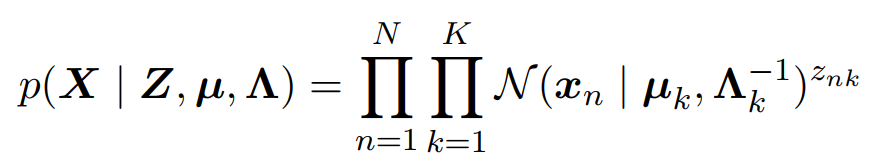 p(X | Z, μ, Λ) = ∏_{n=1}^{N} ∏_{k=1}^{K} 𝒩(x_n | μ_k, Λ_k^{-1})^{z_{nk}}